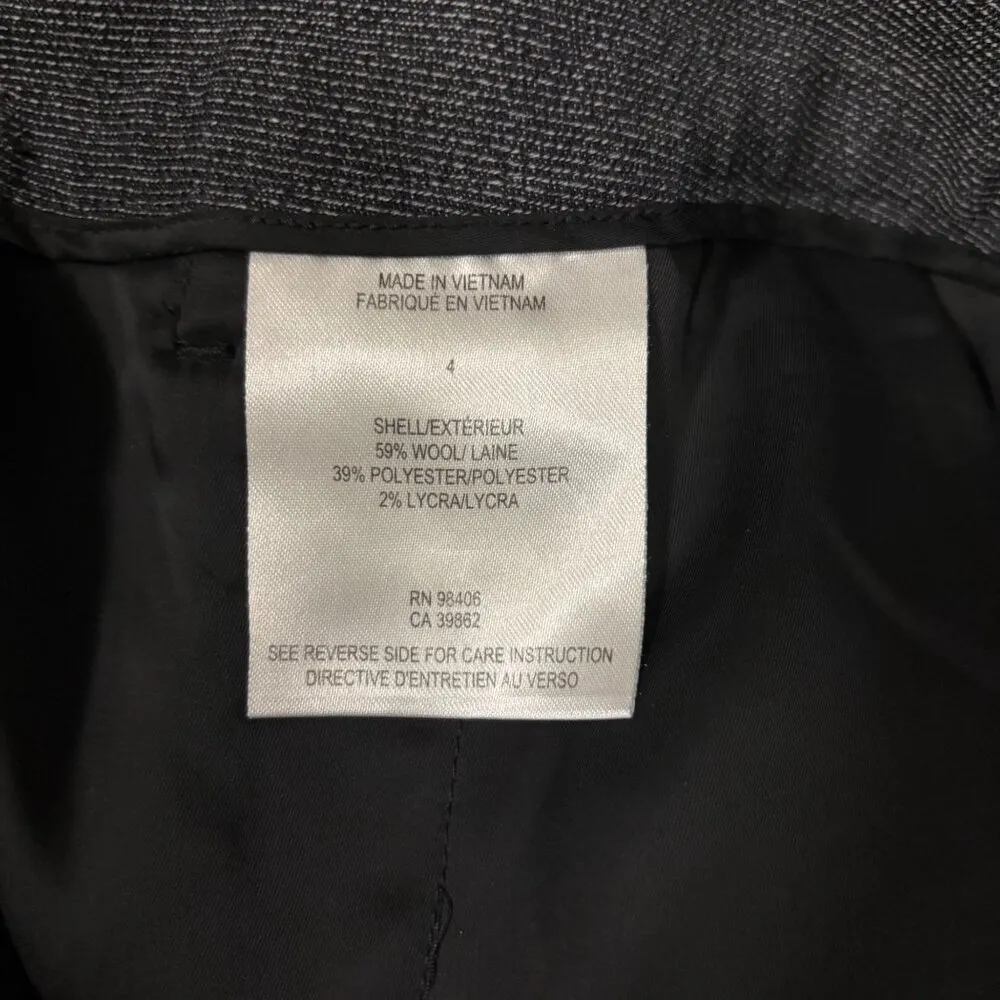 MADE IN VIETNAM
FABRIQUÉ EN VIETNAM
4
SHELL/EXTÉRIEUR
59% WOOL/ LAINE
39% POLYESTER/POLYESTER
2% LYCRA/LYCRA
RN 98406
CA 39862
SEE REVERSE SIDE FOR CARE INSTRUCTION
DIRECTIVE D'ENTRETIEN AU VERSO